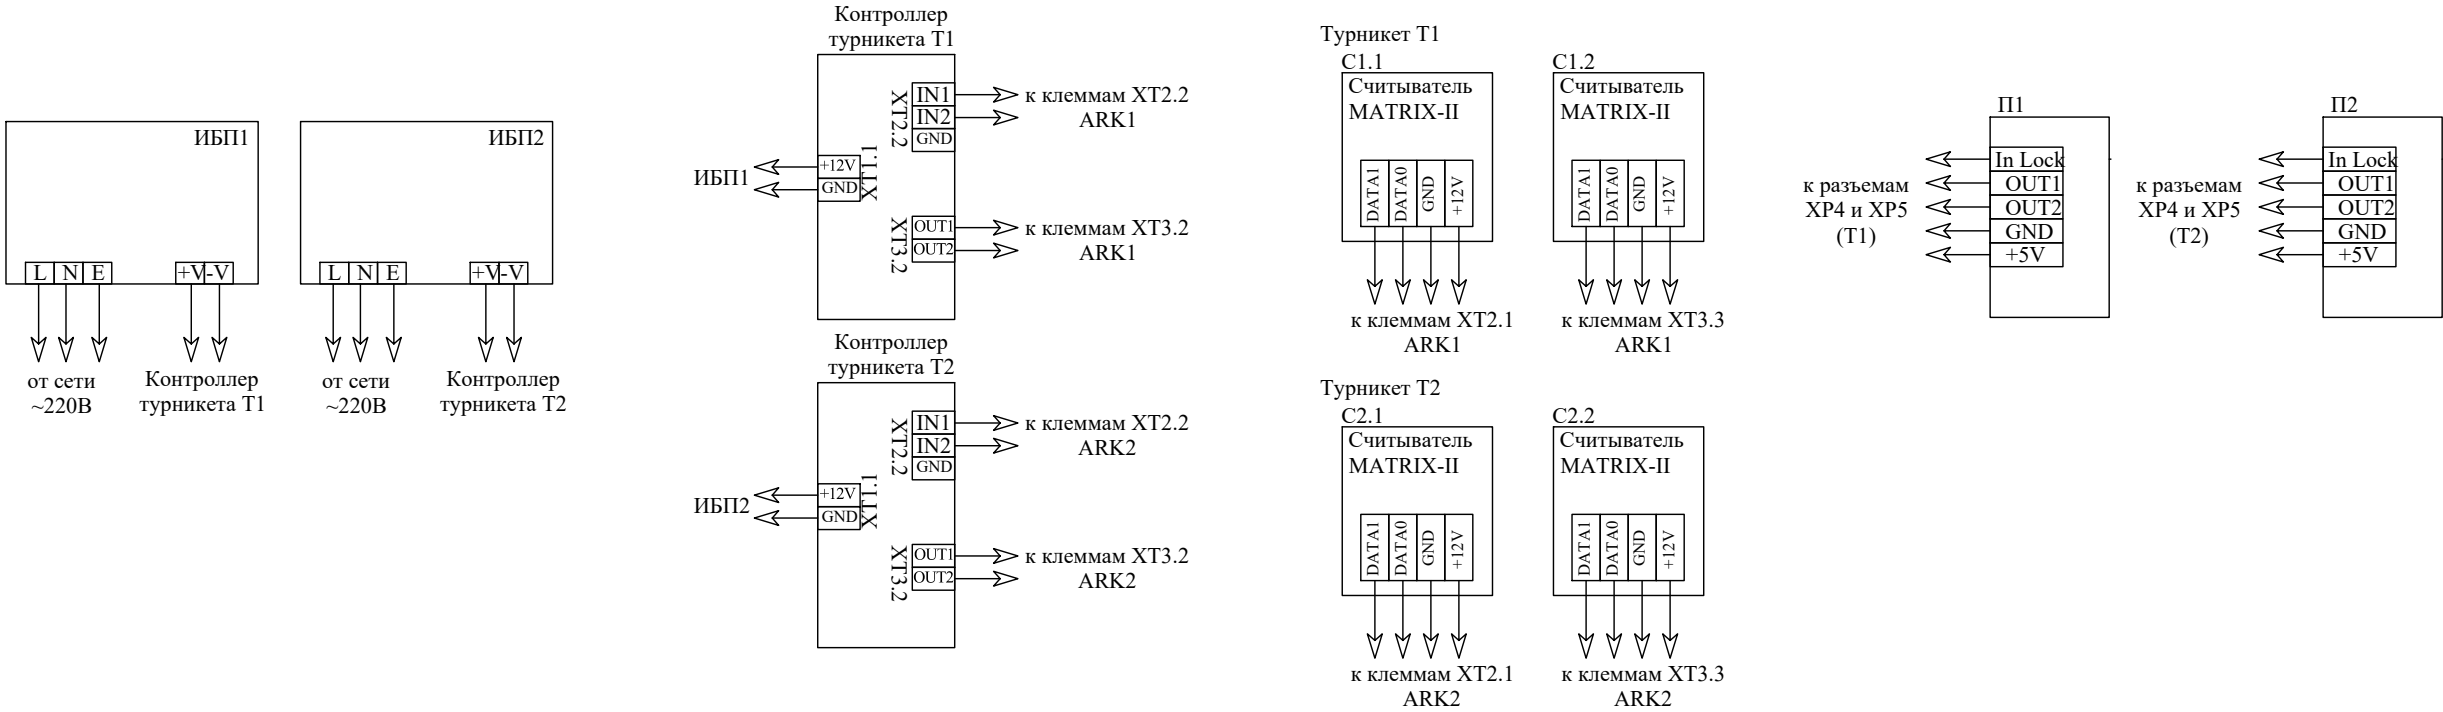 ИБП1
L N E +V -V
от сети
~220В
Контроллер
турникета Т1
ИБП2
L N E +V -V
от сети
~220В
Контроллер
турникета Т2
Контроллер
турникета Т1
ИБП1
+12V
GND
XT1.1
XT2.2
IN1
IN2
GND
к клеммам XT2.2
ARK1
XT3.2
OUT1
OUT2
к клеммам XT3.2
ARK1
Контроллер
турникета Т2
ИБП2
+12V
GND
XT1.1
XT2.2
IN1
IN2
GND
к клеммам XT2.2
ARK2
XT3.2
OUT1
OUT2
к клеммам XT3.2
ARK2
Турникет Т1
С1.1
Считыватель
MATRIX-II
DATA1
DATA0
GND
+12V
к клеммам XT2.1
ARK1
С1.2
Считыватель
MATRIX-II
DATA1
DATA0
GND
+12V
к клеммам XT3.3
ARK1
Турникет Т2
С2.1
Считыватель
MATRIX-II
DATA1
DATA0
GND
+12V
к клеммам XT2.1
ARK2
С2.2
Считыватель
MATRIX-II
DATA1
DATA0
GND
+12V
к клеммам XT3.3
ARK2
П1
In Lock
OUT1
OUT2
GND
+5V
к разъемам
XP4 и XP5
(Т1)
П2
In Lock
OUT1
OUT2
GND
+5V
к разъемам
XP4 и XP5
(Т2)